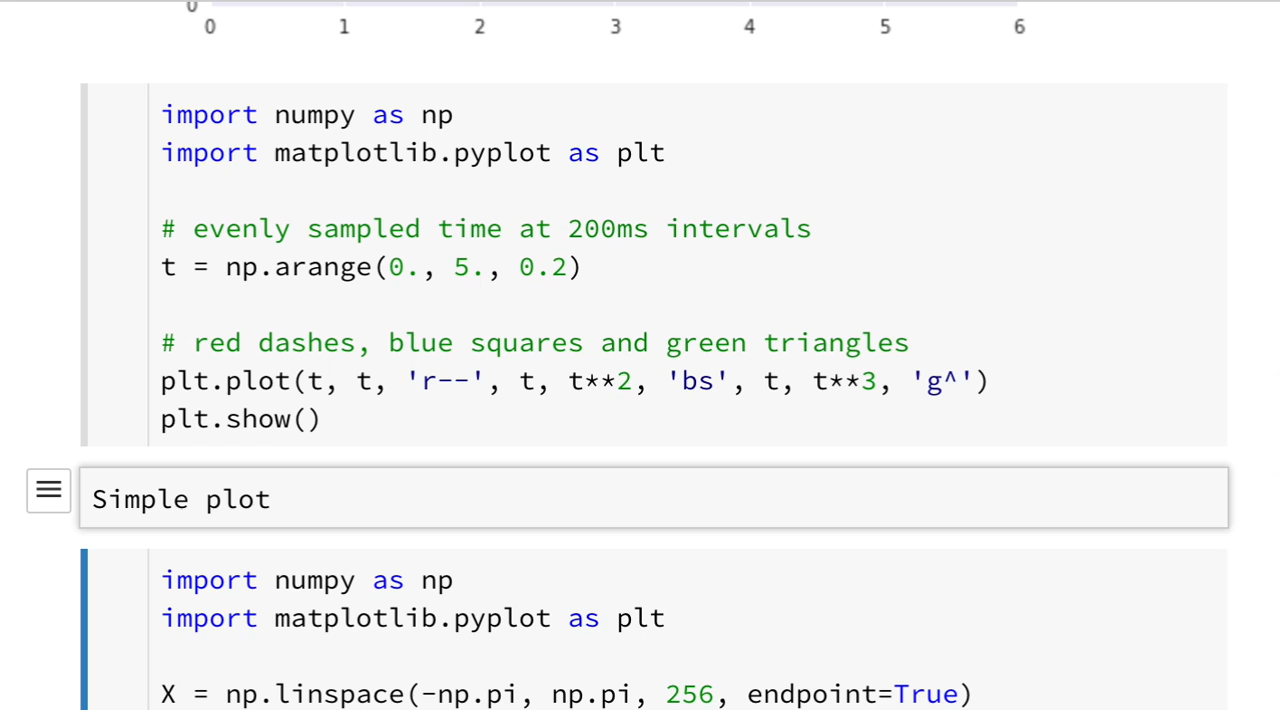 0
0 1 2 3 4 5 6
import numpy as np
import matplotlib.pyplot as plt
# evenly sampled time at 200ms intervals
t = np.arange(0., 5., 0.2)
# red dashes, blue squares and green triangles
plt.plot(t, t, 'r--', t, t**2, 'bs', t, t**3, 'g^')
plt.show()
Simple plot
import numpy as np
import matplotlib.pyplot as plt
X = np.linspace(-np.pi, np.pi, 256, endpoint=True)